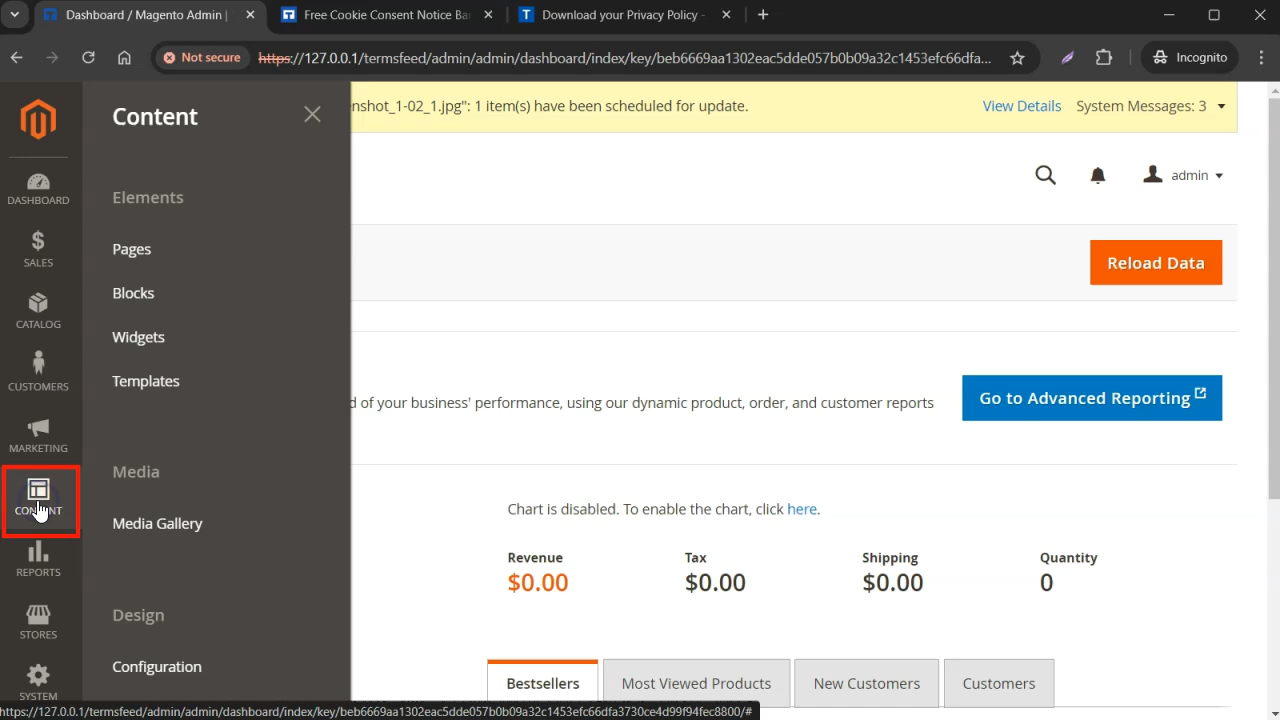 Dashboard / Magento Admin |
Free Cookie Consent Notice Ba
Download your Privacy Policy -
Not secure
https://127.0.0.1/termsfeed/admin/admin/dashboard/index/key/beb6669aa1302eac5dde057b0b09a32c1453efc66dfa...
Incognito
Content
nshot_1-02_1.jpg": 1 item(s) have been scheduled for update.
View Details
System Messages: 3
DASHBOARD
SALES
CATALOG
CUSTOMERS
MARKETING
CONTENT
REPORTS
STORES
SYSTEM
Elements
Pages
Blocks
Widgets
Templates
Media
Media Gallery
Design
Configuration
admin
Reload Data
d of your business' performance, using our dynamic product, order, and customer reports
Go to Advanced Reporting
Chart is disabled. To enable the chart, click here.
Revenue
$0.00
Tax
$0.00
Shipping
$0.00
Quantity
0
Bestsellers
Most Viewed Products
New Customers
Customers
https://127.0.0.1/termsfeed/admin/admin/dashboard/index/key/beb6669aa1302eac5dde057b0b09a32c1453efc66dfa3730ce4d99f94fec8800/#